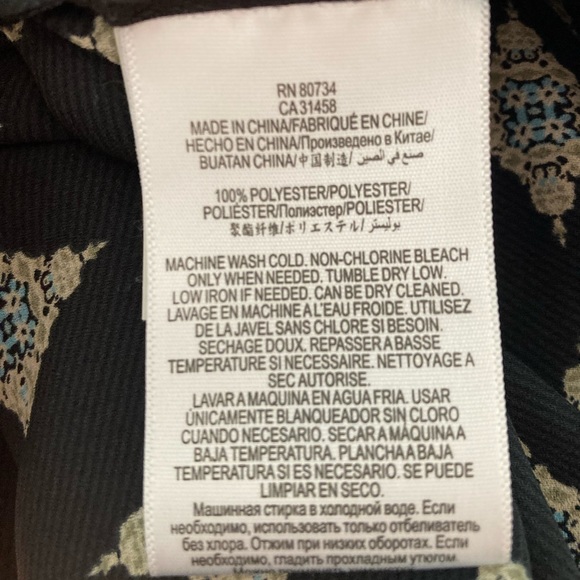 RN 80734
CA 31458
MADE IN CHINA/FABRIQUÉ EN CHINE/
HECHO EN CHINA/Произведено в Китае/
BUATAN CHINA/中国制造/ صنع في الصين/
100% POLYESTER/POLYESTER/
POLIÉSTER/Полиэстер/POLIESTER/
聚酯纤维/ポリエステル/ بوليستر/
MACHINE WASH COLD. NON-CHLORINE BLEACH
ONLY WHEN NEEDED. TUMBLE DRY LOW.
LOW IRON IF NEEDED. CAN BE DRY CLEANED.
LAVAGE EN MACHINE A L'EAU FROIDE. UTILISEZ
DE LA JAVEL SANS CHLORE SI BESOIN.
SECHAGE DOUX. REPASSER A BASSE
TEMPERATURE SI NECESSAIRE. NETTOYAGE A
SEC AUTORISE.
LAVAR A MAQUINA EN AGUA FRIA. USAR
ÚNICAMENTE BLANQUEADOR SIN CLORO
CUANDO NECESARIO. SECAR A MÁQUINA A
BAJA TEMPERATURA. PLANCHA A BAJA
TEMPERATURA SI ES NECESARIO. SE PUEDE
LIMPIAR EN SECO.
Машинная стирка в холодной воде. Если
необходимо, использовать только отбеливатель
без хлора. Отжим при низких оборотах. Если
необходимо, гладить прохладным утюгом.